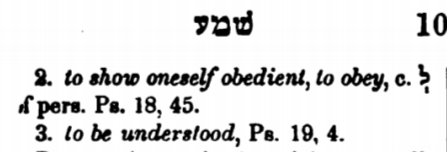 שמע 10
2. to show oneself obedient, to obey, c. לְ
of pers. Ps. 18, 45.
3. to be understood, Ps. 19, 4.